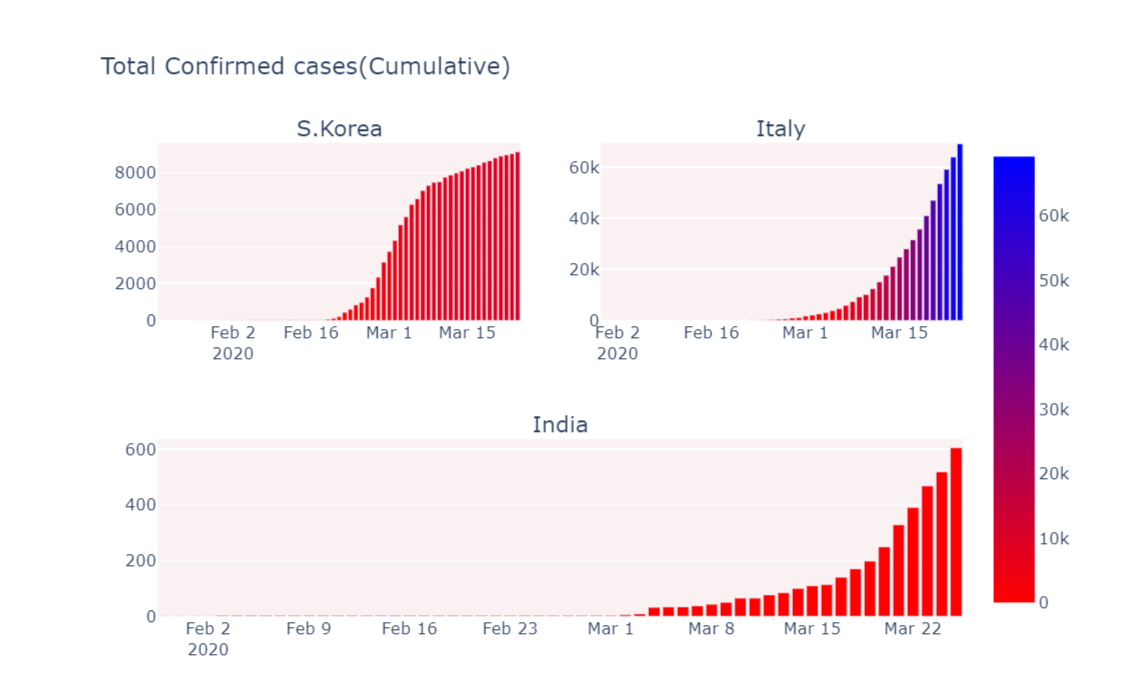 Total Confirmed cases(Cumulative)
S.Korea
8000
6000
4000
2000
0
Feb 2
2020
Feb 16
Mar 1
Mar 15
Italy
60k
40k
20k
0
Feb 2
2020
Feb 16
Mar 1
Mar 15
60k
50k
40k
30k
20k
10k
0
India
600
400
200
0
Feb 2
2020
Feb 9
Feb 16
Feb 23
Mar 1
Mar 8
Mar 15
Mar 22